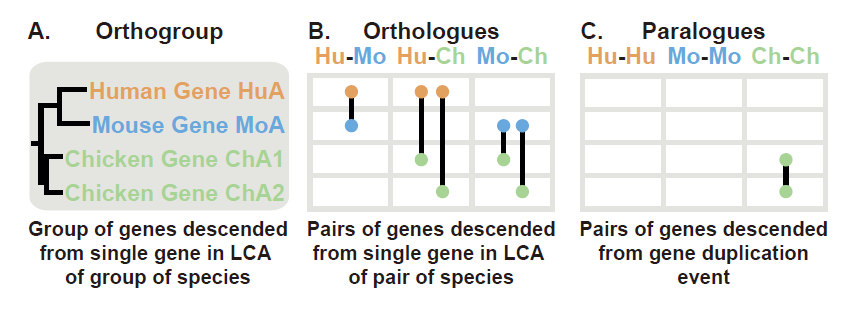 A. Orthogroup
Human Gene HuA
Mouse Gene MoA
Chicken Gene ChA1
Chicken Gene ChA2
Group of genes descended
from single gene in LCA
of group of species
B. Orthologues
Hu-Mo Hu-Ch Mo-Ch
Pairs of genes descended
from single gene in LCA
of pair of species
C. Paralogues
Hu-Hu Mo-Mo Ch-Ch
Pairs of genes descended
from gene duplication
event